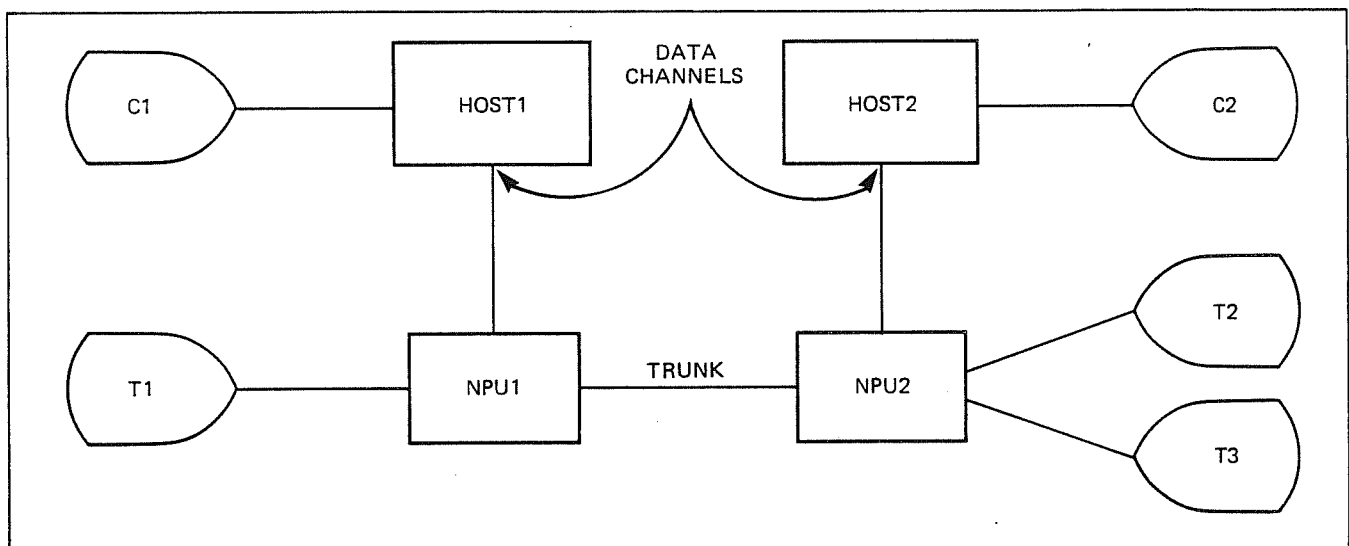 C1
HOST1
DATA
CHANNELS
HOST2
C2
T1
NPU1
TRUNK
NPU2
T2
T3